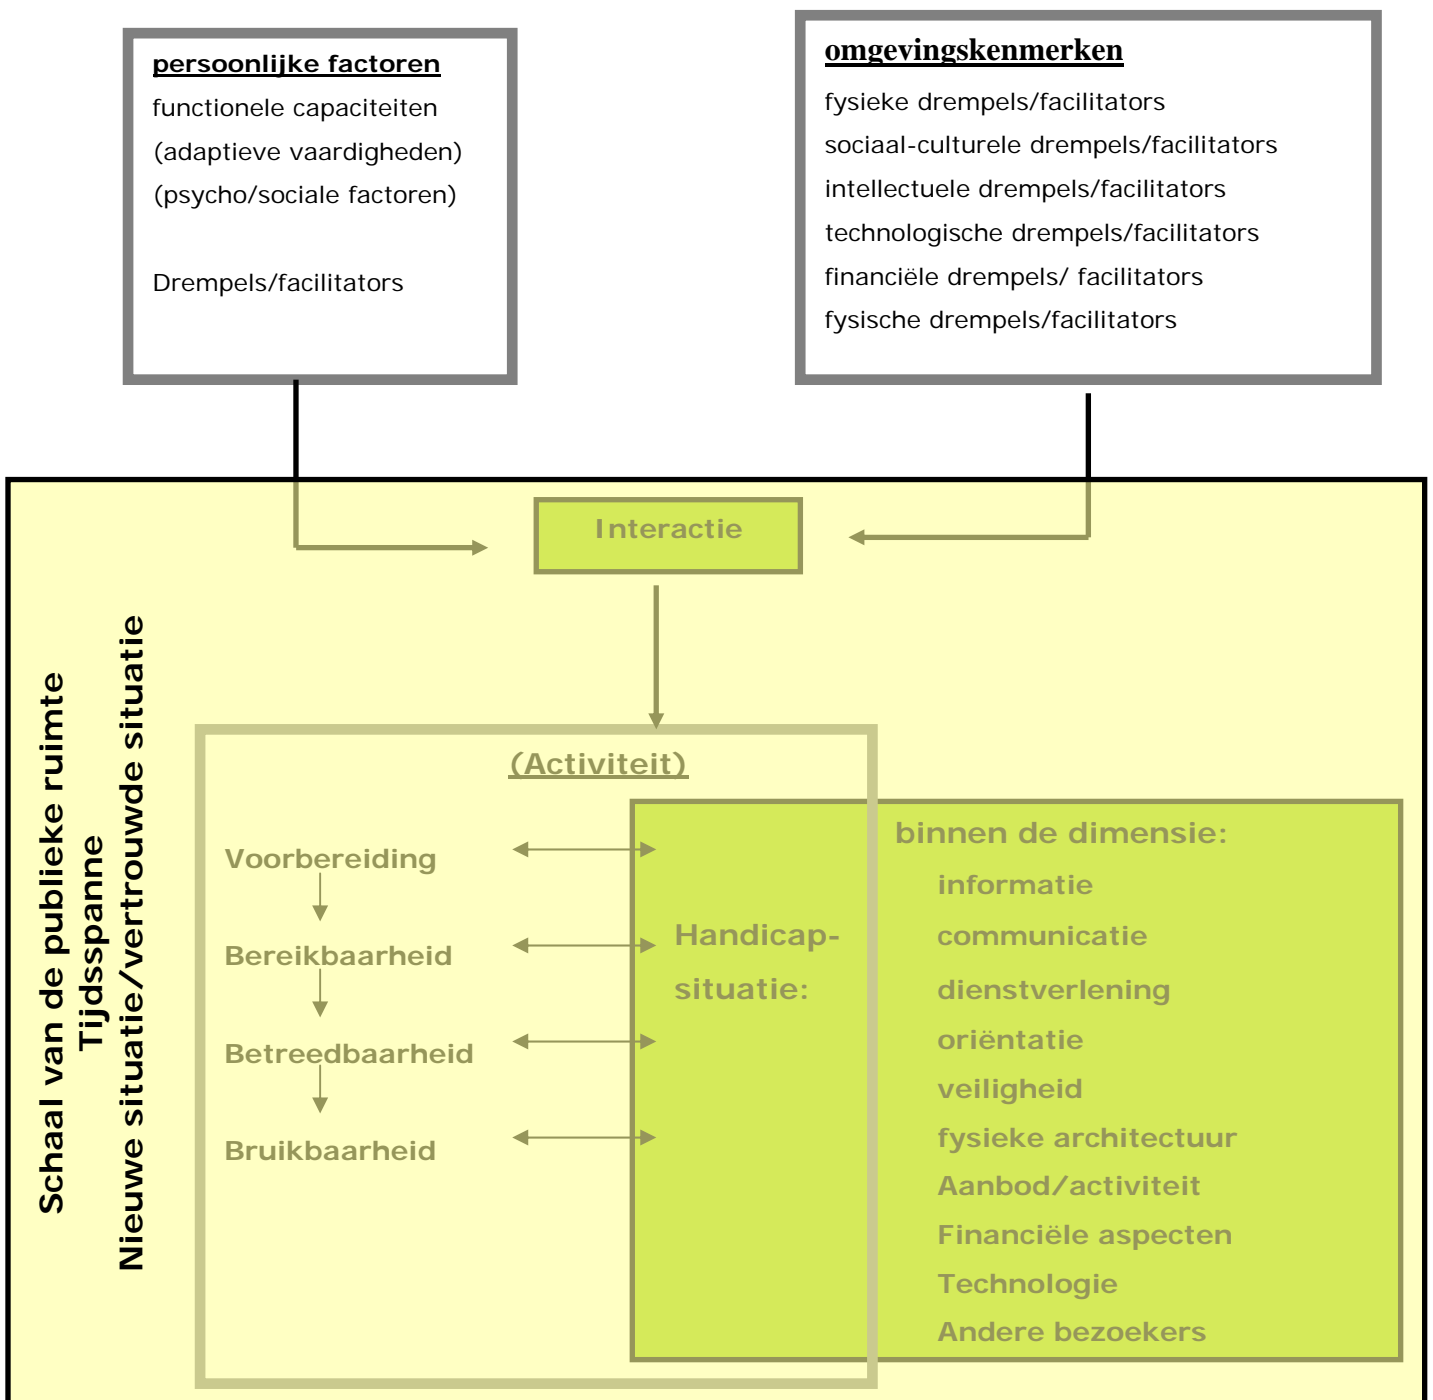 persoonlijke factoren
functionele capaciteiten
(adaptieve vaardigheden)
(psycho/sociale factoren)
Drempels/facilitators
omgevingskenmerken
fysieke drempels/facilitators
sociaal-culturele drempels/facilitators
intellectuele drempels/facilitators
technologische drempels/facilitators
financiële drempels/ facilitators
fysische drempels/facilitators
Interactie
Schaal van de publieke ruimte
Tijdsspanne
Nieuwe situatie/vertrouwde situatie
(Activiteit)
Voorbereiding
Bereikbaarheid
Betreedbaarheid
Bruikbaarheid
Handicap-
situatie:
binnen de dimensie:
informatie
communicatie
dienstverlening
oriëntatie
veiligheid
fysieke architectuur
Aanbod/activiteit
Financiële aspecten
Technologie
Andere bezoekers